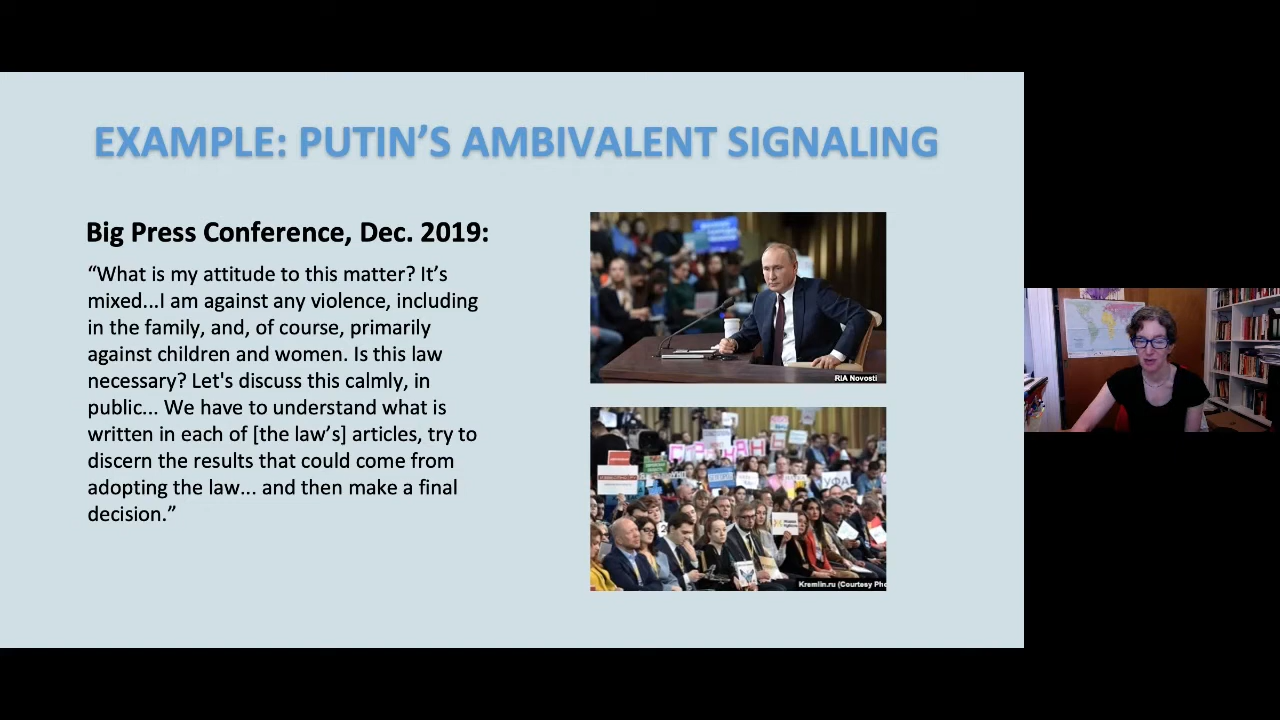 EXAMPLE: PUTIN’S AMBIVALENT SIGNALING
Big Press Conference, Dec. 2019:
“What is my attitude to this matter? It’s
mixed...I am against any violence, including
in the family, and, of course, primarily
against children and women. Is this law
necessary? Let's discuss this calmly, in
public... We have to understand what is
written in each of [the law’s] articles, try to
discern the results that could come from
adopting the law... and then make a final
decision.”
RIA Novosti
УФА
Kremlin.ru (Courtesy Pho